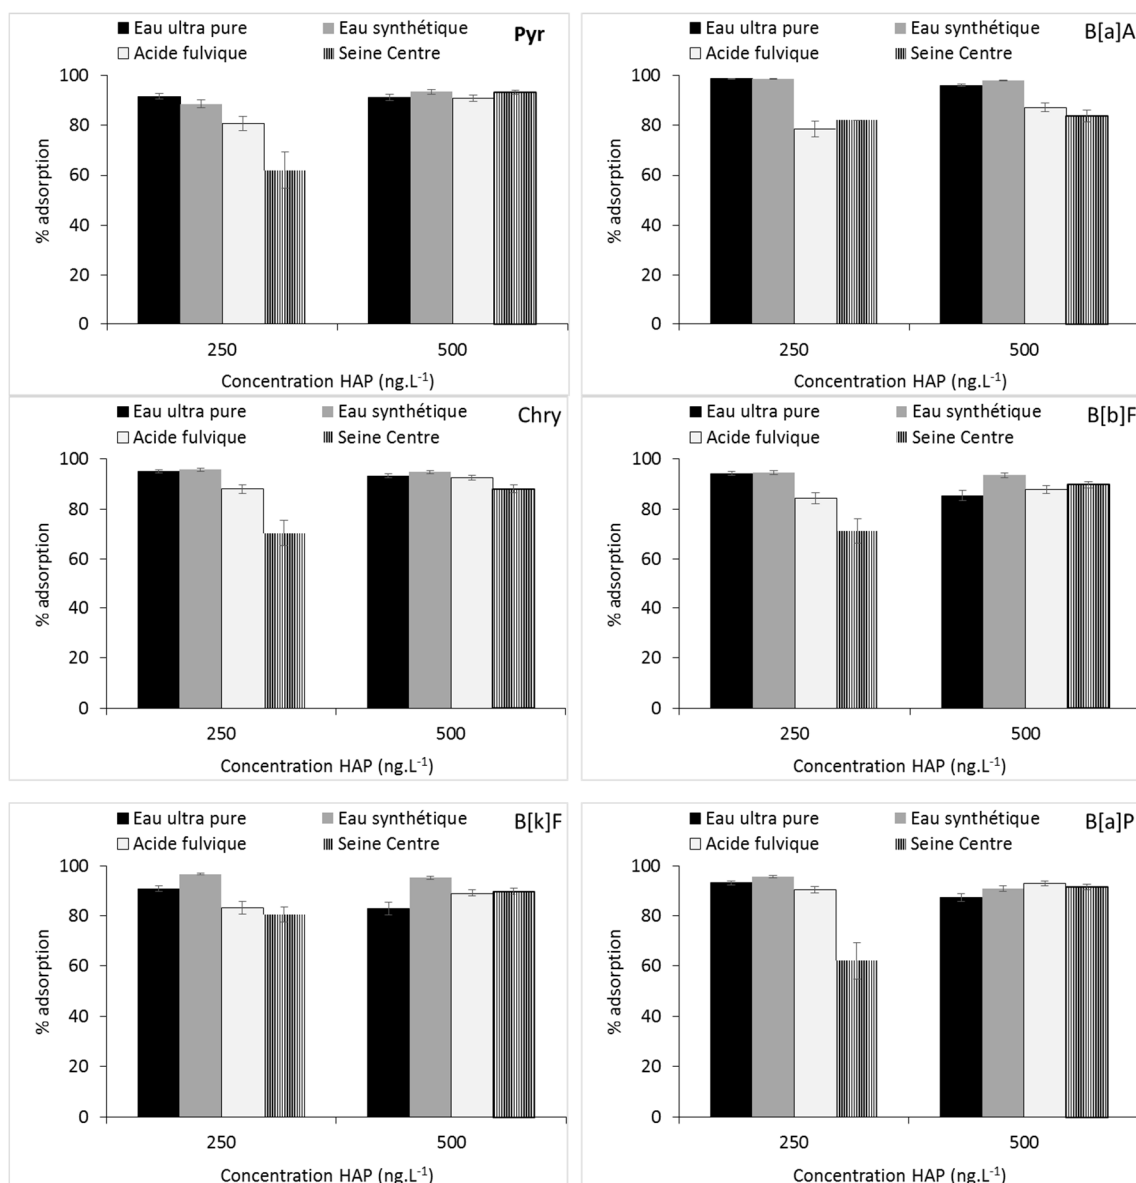 Eau ultra pure Eau synthétique Pyr
Acide fulvique Seine Centre
100
80
60
40
20
0
% adsorption
250 500
Concentration HAP (ng.L⁻¹)
Eau ultra pure Eau synthétique B[a]A
Acide fulvique Seine Centre
100
80
60
40
20
0
% adsorption
250 500
Concentration HAP (ng.L⁻¹)
Eau ultra pure Eau synthétique Chry
Acide fulvique Seine Centre
100
80
60
40
20
0
% adsorption
250 500
Concentration HAP (ng.L⁻¹)
Eau ultra pure Eau synthétique B[b]F
Acide fulvique Seine Centre
100
80
60
40
20
0
% adsorption
250 500
Concentration HAP (ng.L⁻¹)
Eau ultra pure Eau synthétique B[k]F
Acide fulvique Seine Centre
100
80
60
40
20
0
% adsorption
250 500
Concentration HAP (ng.L⁻¹)
Eau ultra pure Eau synthétique B[a]P
Acide fulvique Seine Centre
100
80
60
40
20
0
% adsorption
250 500
Concentration HAP (ng.L⁻¹)